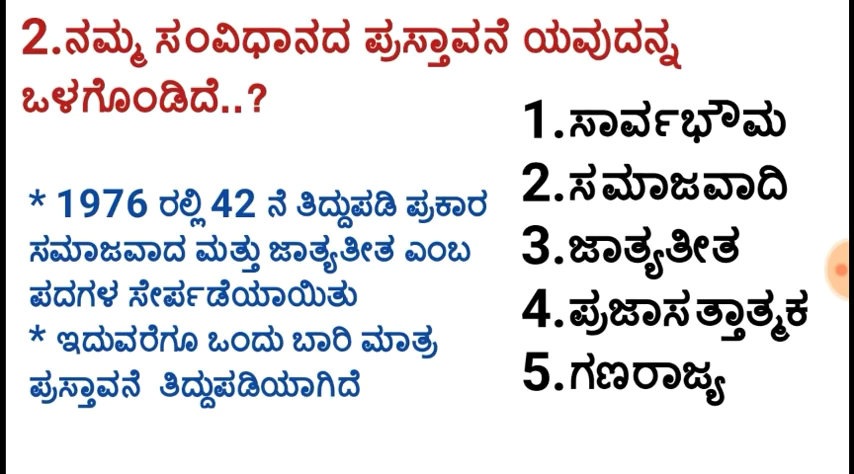 2.ನಮ್ಮ ಸಂವಿಧಾನದ ಪ್ರಸ್ತಾವನೆ ಯವುದನ್ನ
ಒಳಗೊಂಡಿದೆ..?
* 1976 ರಲ್ಲಿ 42 ನೆ ತಿದ್ದುಪಡಿ ಪ್ರಕಾರ
ಸಮಾಜವಾದ ಮತ್ತು ಜಾತ್ಯತೀತ ಎಂಬ
ಪದಗಳ ಸೇರ್ಪಡೆಯಾಯಿತು
* ಇದುವರೆಗೂ ಒಂದು ಬಾರಿ ಮಾತ್ರ
ಪ್ರಸ್ತಾವನೆ ತಿದ್ದುಪಡಿಯಾಗಿದೆ
1.ಸಾರ್ವಭೌಮ
2.ಸಮಾಜವಾದಿ
3.ಜಾತ್ಯತೀತ
4.ಪ್ರಜಾಸತ್ತಾತ್ಮಕ
5.ಗಣರಾಜ್ಯ